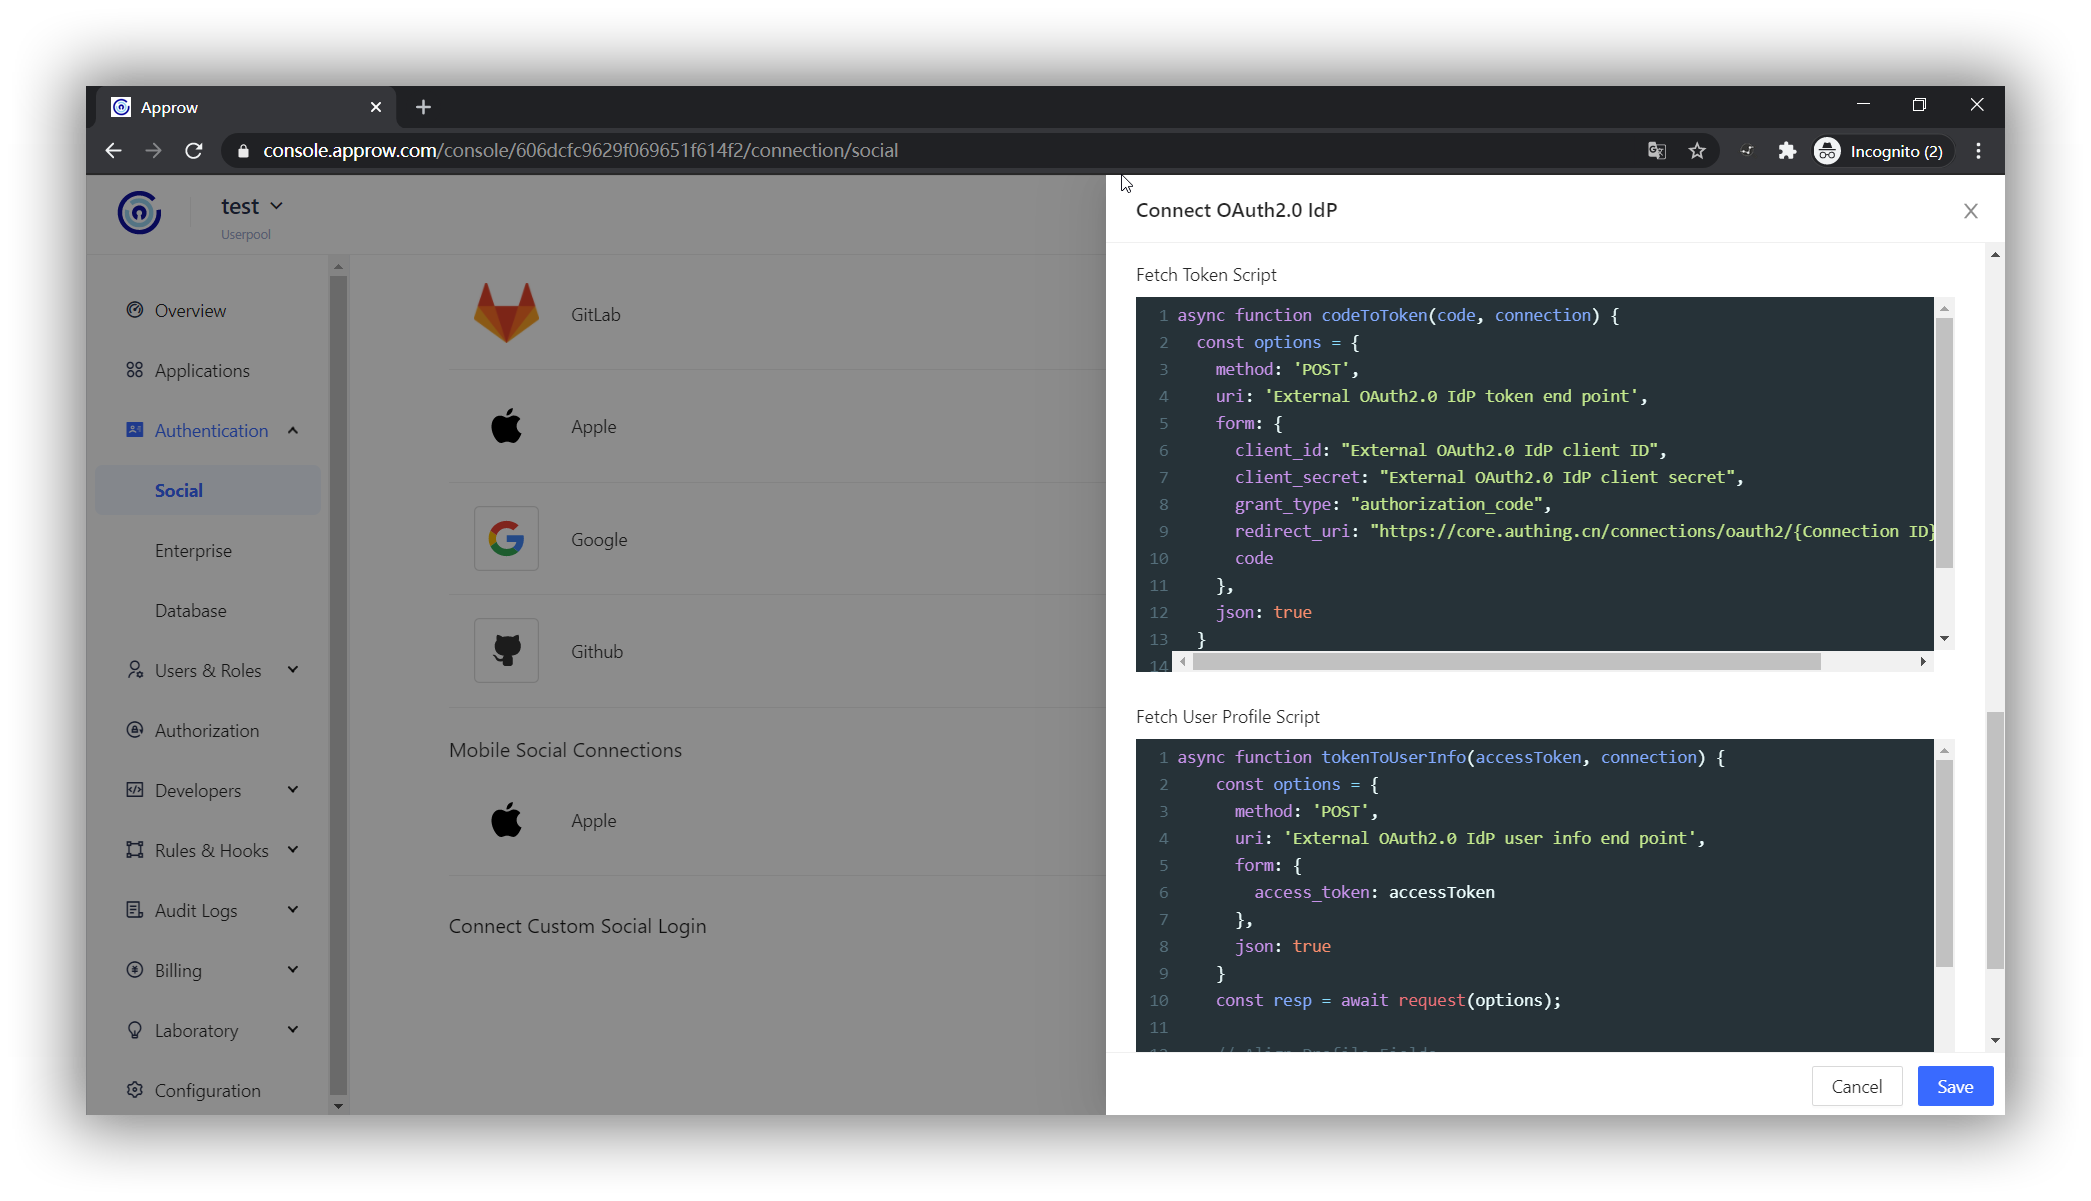 Approw
console.approw.com/console/606dcfc9629f069651f614f2/connection/social
Incognito (2)
test
Userpool
Overview
Applications
Authentication
Social
Enterprise
Database
Users & Roles
Authorization
Developers
Rules & Hooks
Audit Logs
Billing
Laboratory
Configuration
GitLab
Apple
Google
Github
Mobile Social Connections
Apple
Connect Custom Social Login
Connect OAuth2.0 IdP
Fetch Token Script
1 async function codeToToken(code, connection) {
2 const options = {
3 method: 'POST',
4 uri: 'External OAuth2.0 IdP token end point',
5 form: {
6 client_id: "External OAuth2.0 IdP client ID",
7 client_secret: "External OAuth2.0 IdP client secret",
8 grant_type: "authorization_code",
9 redirect_uri: "https://core.authing.cn/connections/oauth2/{Connection ID}
10 code
11 },
12 json: true
13 }
14
Fetch User Profile Script
1 async function tokenToUserInfo(accessToken, connection) {
2 const options = {
3 method: 'POST',
4 uri: 'External OAuth2.0 IdP user info end point',
5 form: {
6 access_token: accessToken
7 },
8 json: true
9 }
10 const resp = await request(options);
11
12 // Align Profile Fields
Cancel
Save